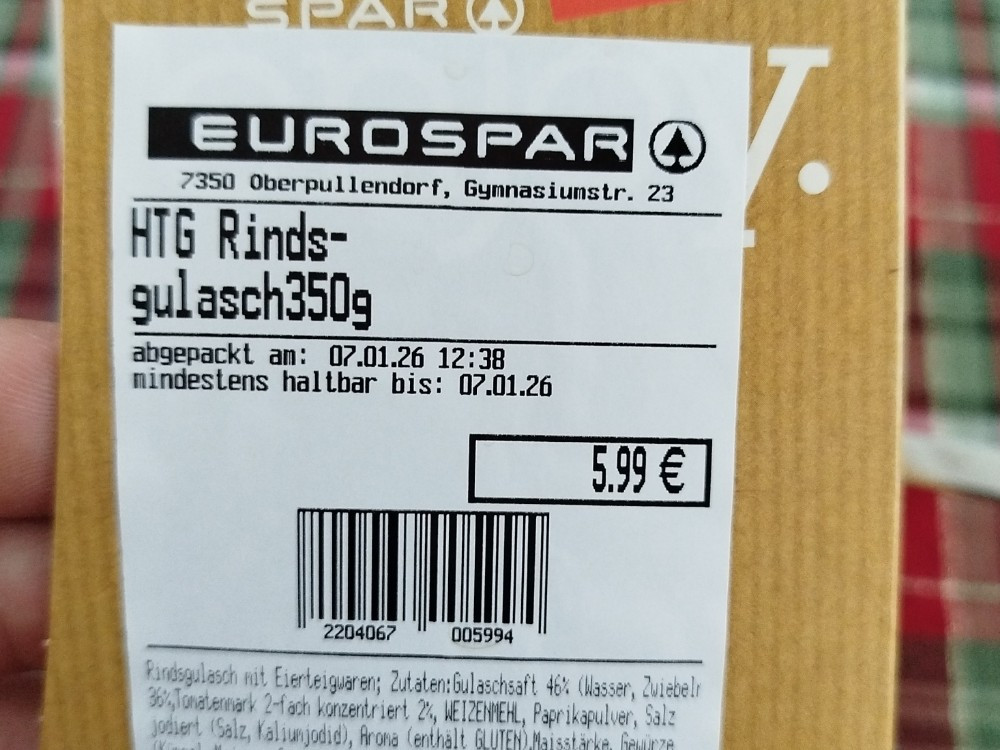 SPAR
y.
EUROSPAR
7350 Oberpullendorf, Gymnasiumstr. 23
HTG Rinds-
gulasch350g
abgepackt am: 07.01.26 12:38
mindestens haltbar bis: 07.01.26
5.99 €
2204067 005994
Rindsgulasch mit Eierteigwaren; Zutaten:Gulaschsaft 46% (Wasser, Zwiebeln
36%,Tomatenmark 2-fach konzentriert 2%, WEIZENMEHL, Paprikapulver, Salz
jodiert (Salz, Kaliumjodid), Aroma (enthält GLUTEN),Maisstärke, Gewürze